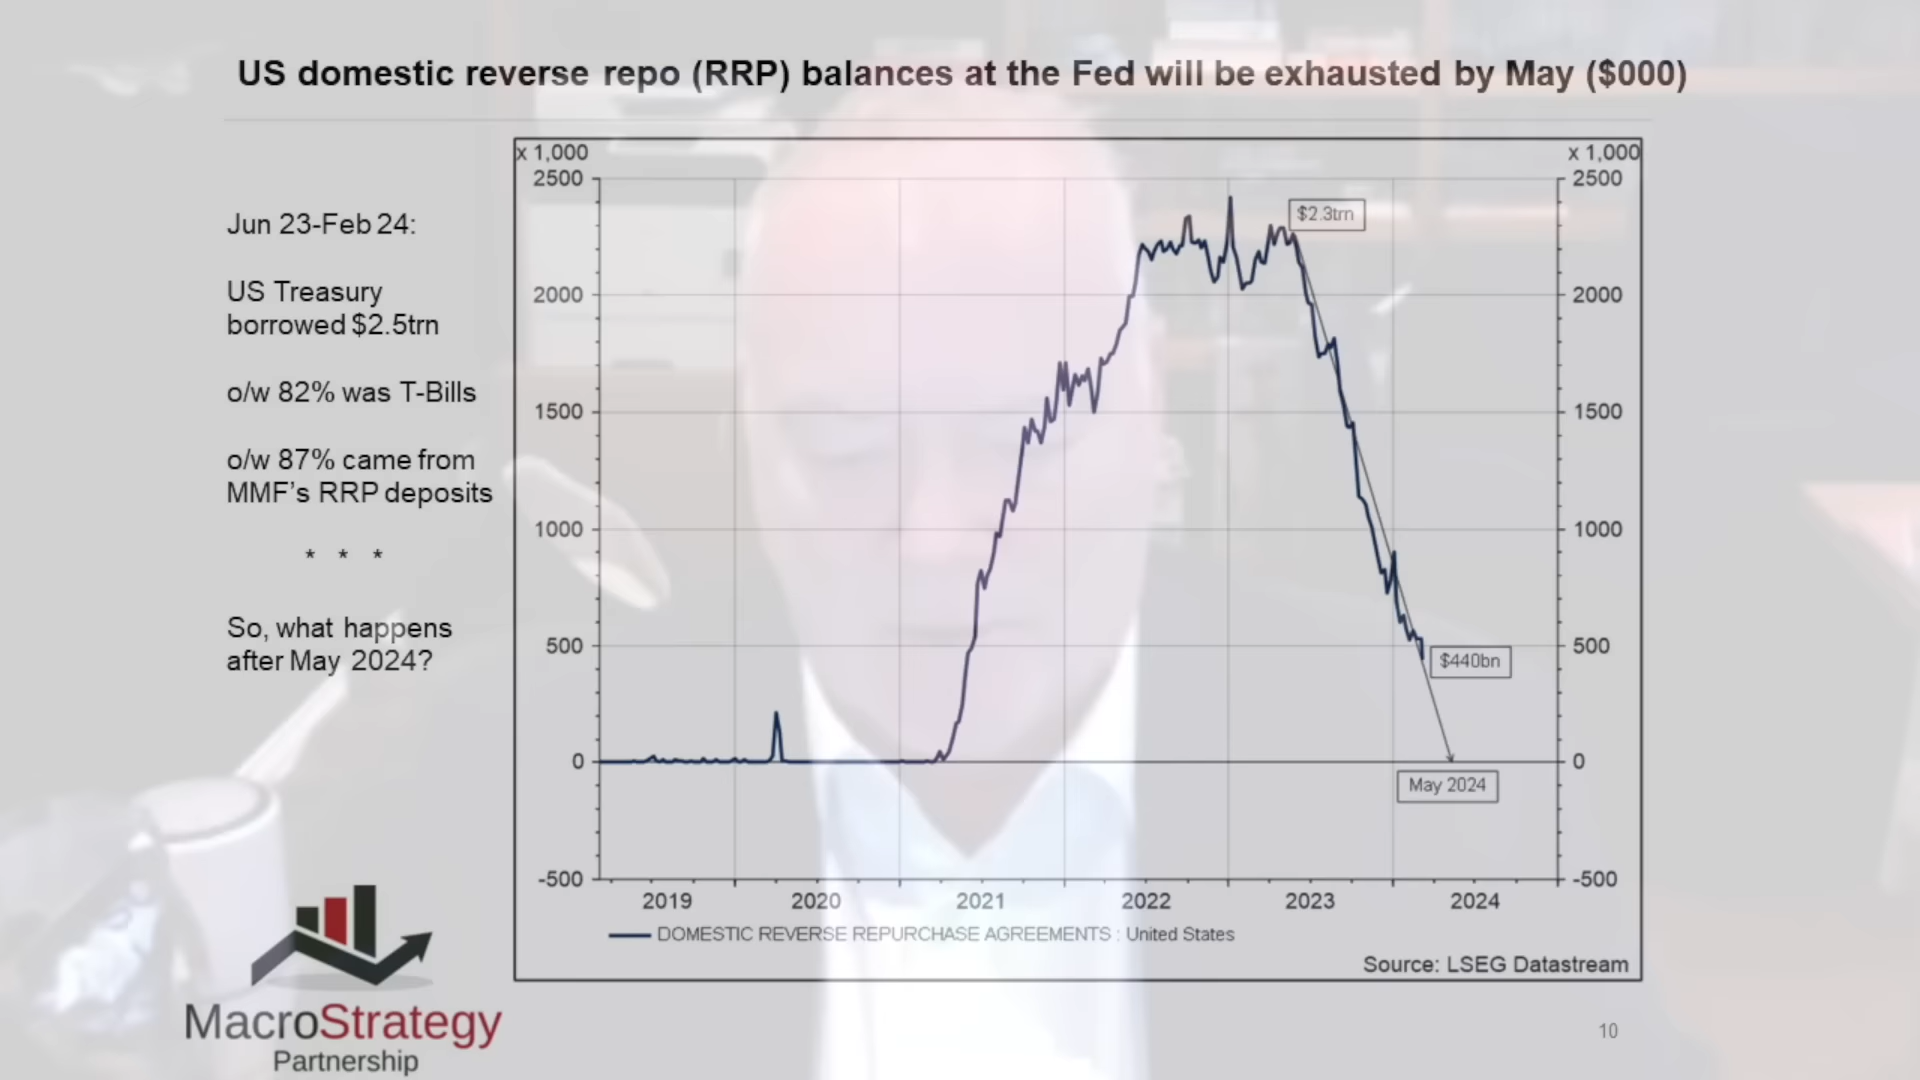 US domestic reverse repo (RRP) balances at the Fed will be exhausted by May ($000)
Jun 23-Feb 24:
US Treasury
borrowed $2.5trn
o/w 82% was T-Bills
o/w 87% came from
MMF's RRP deposits
* * *
So, what happens
after May 2024?
x 1,000 x 1,000
2500 2500
$2.3trn
2000 2000
1500 1500
1000 1000
500 500
$440bn
0 0
May 2024
-500 -500
2019 2020 2021 2022 2023 2024
DOMESTIC REVERSE REPURCHASE AGREEMENTS : United States
Source: LSEG Datastream
MacroStrategy
Partnership
10